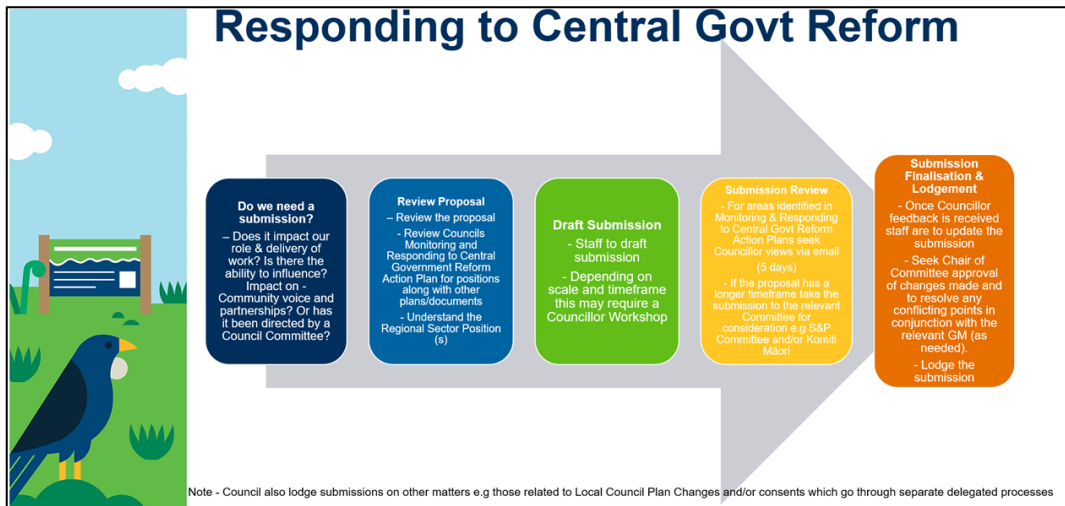 Responding to Central Govt Reform
Do we need a
submission?
– Does it impact our
role & delivery of
work? Is there the
ability to influence?
Impact on -
Community voice and
partnerships? Or has
it been directed by a
Council Committee?
Review Proposal
– Review the proposal
- Review Councils
Monitoring and
Responding to Central
Government Reform
Action Plan for positions
along with other
plans/documents
- Understand the
Regional Sector Position
(s)
Draft Submission
- Staff to draft
submission
- Depending on
scale and timeframe
this may require a
Councillor Workshop
Submission Review
- For areas identified in
Monitoring & Responding
to Central Govt Reform
Action Plans seek
Councillor views via email
(5 days)
- If the proposal has a
longer timeframe take the
submission to the relevant
Committee for
consideration e.g S&P
Committee and/or Komiti
Māori
Submission
Finalisation &
Lodgement
- Once Councillor
feedback is received
staff are to update the
submission
- Seek Chair of
Committee approval
of changes made and
to resolve any
conflicting points in
conjunction with the
relevant GM (as
needed).
- Lodge the
submission
Note - Council also lodge submissions on other matters e.g those related to Local Council Plan Changes and/or consents which go through separate delegated processes